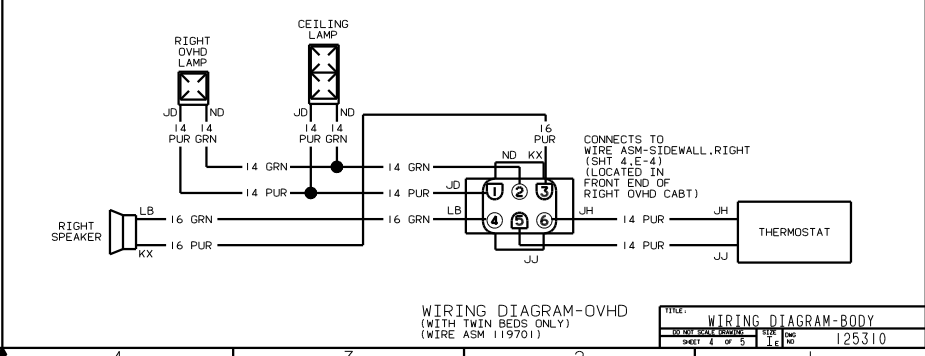 CEILING
LAMP
RIGHT
OVHD
LAMP
JD ND
JD ND
14 14
PUR GRN
14 14
PUR GRN
16
PUR
CONNECTS TO
WIRE ASM-SIDEWALL,RIGHT
(SHT 4,E-4)
(LOCATED IN
FRONT END OF
RIGHT OVHD CABT)
ND KX
14 GRN 14 GRN
14 PUR 14 PUR JD
1 2 3
LB 16 GRN 16 GRN LB
4 5 6
JH 14 PUR JH
RIGHT
SPEAKER
THERMOSTAT
KX 16 PUR
14 PUR
JJ JJ
WIRING DIAGRAM-OVHD
(WITH TWIN BEDS ONLY)
(WIRE ASM 119701)
TITLE:
WIRING DIAGRAM-BODY
DO NOT SCALE DRAWING
SHEET 4 OF 5
SIZE
E
DWG
NO
125310
4 3 2 1